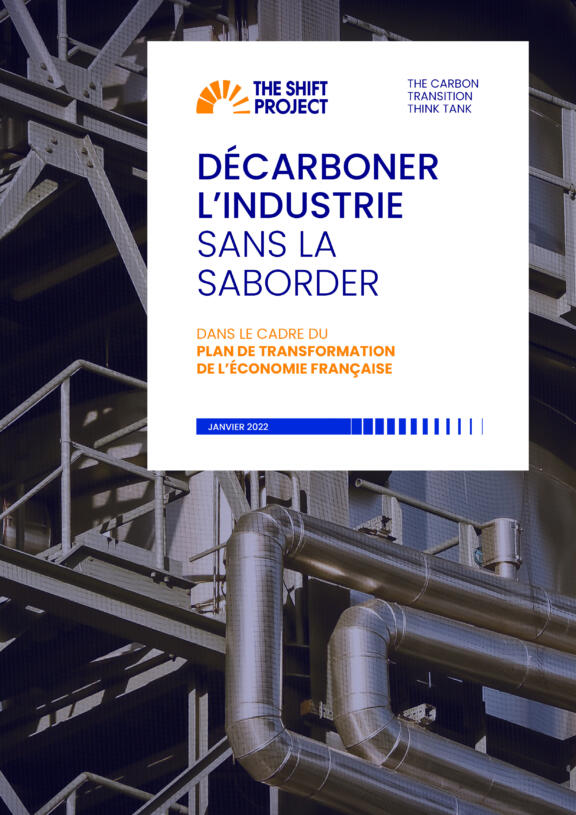 THE SHIFT
PROJECT
THE CARBON
TRANSITION
THINK TANK
DÉCARBONER
L'INDUSTRIE
SANS LA
SABORDER
DANS LE CADRE DU
PLAN DE TRANSFORMATION
DE L'ÉCONOMIE FRANÇAISE
JANVIER 2022